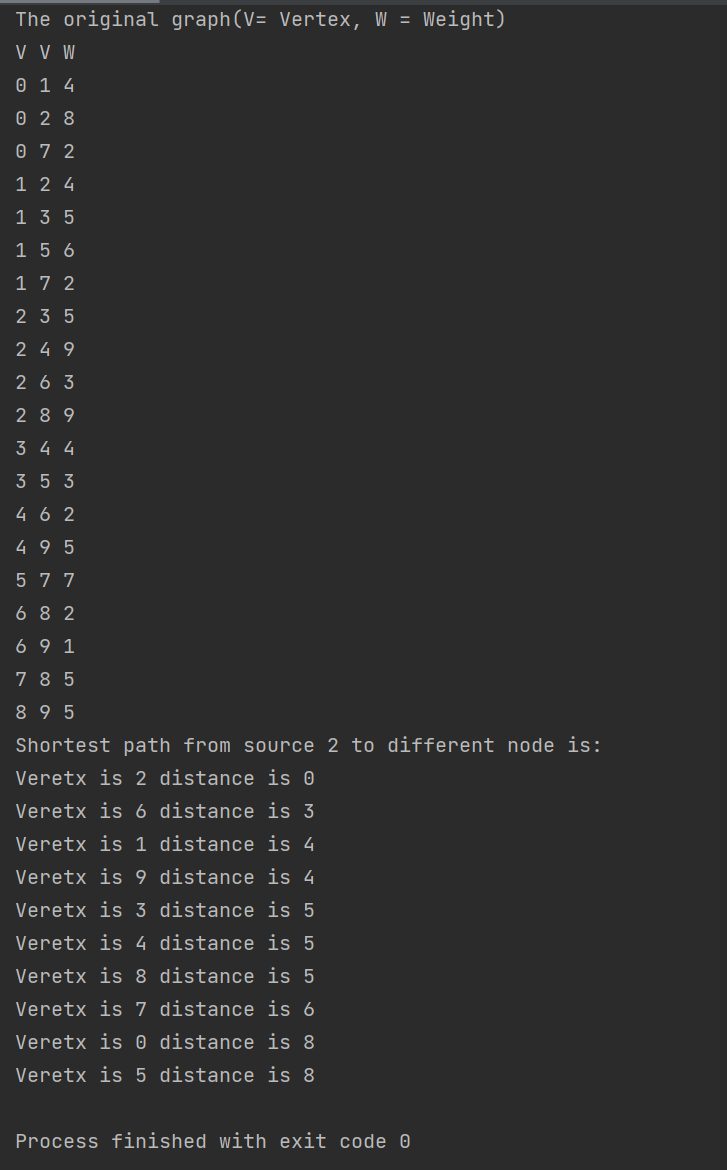 The original graph(V= Vertex, W = Weight)
V V W
0 1 4
0 2 8
0 7 2
1 2 4
1 3 5
1 5 6
1 7 2
2 3 5
2 4 9
2 6 3
2 8 9
3 4 4
3 5 3
4 6 2
4 9 5
5 7 7
6 8 2
6 9 1
7 8 5
8 9 5
Shortest path from source 2 to different node is:
Veretx is 2 distance is 0
Veretx is 6 distance is 3
Veretx is 1 distance is 4
Veretx is 9 distance is 4
Veretx is 3 distance is 5
Veretx is 4 distance is 5
Veretx is 8 distance is 5
Veretx is 7 distance is 6
Veretx is 0 distance is 8
Veretx is 5 distance is 8
Process finished with exit code 0